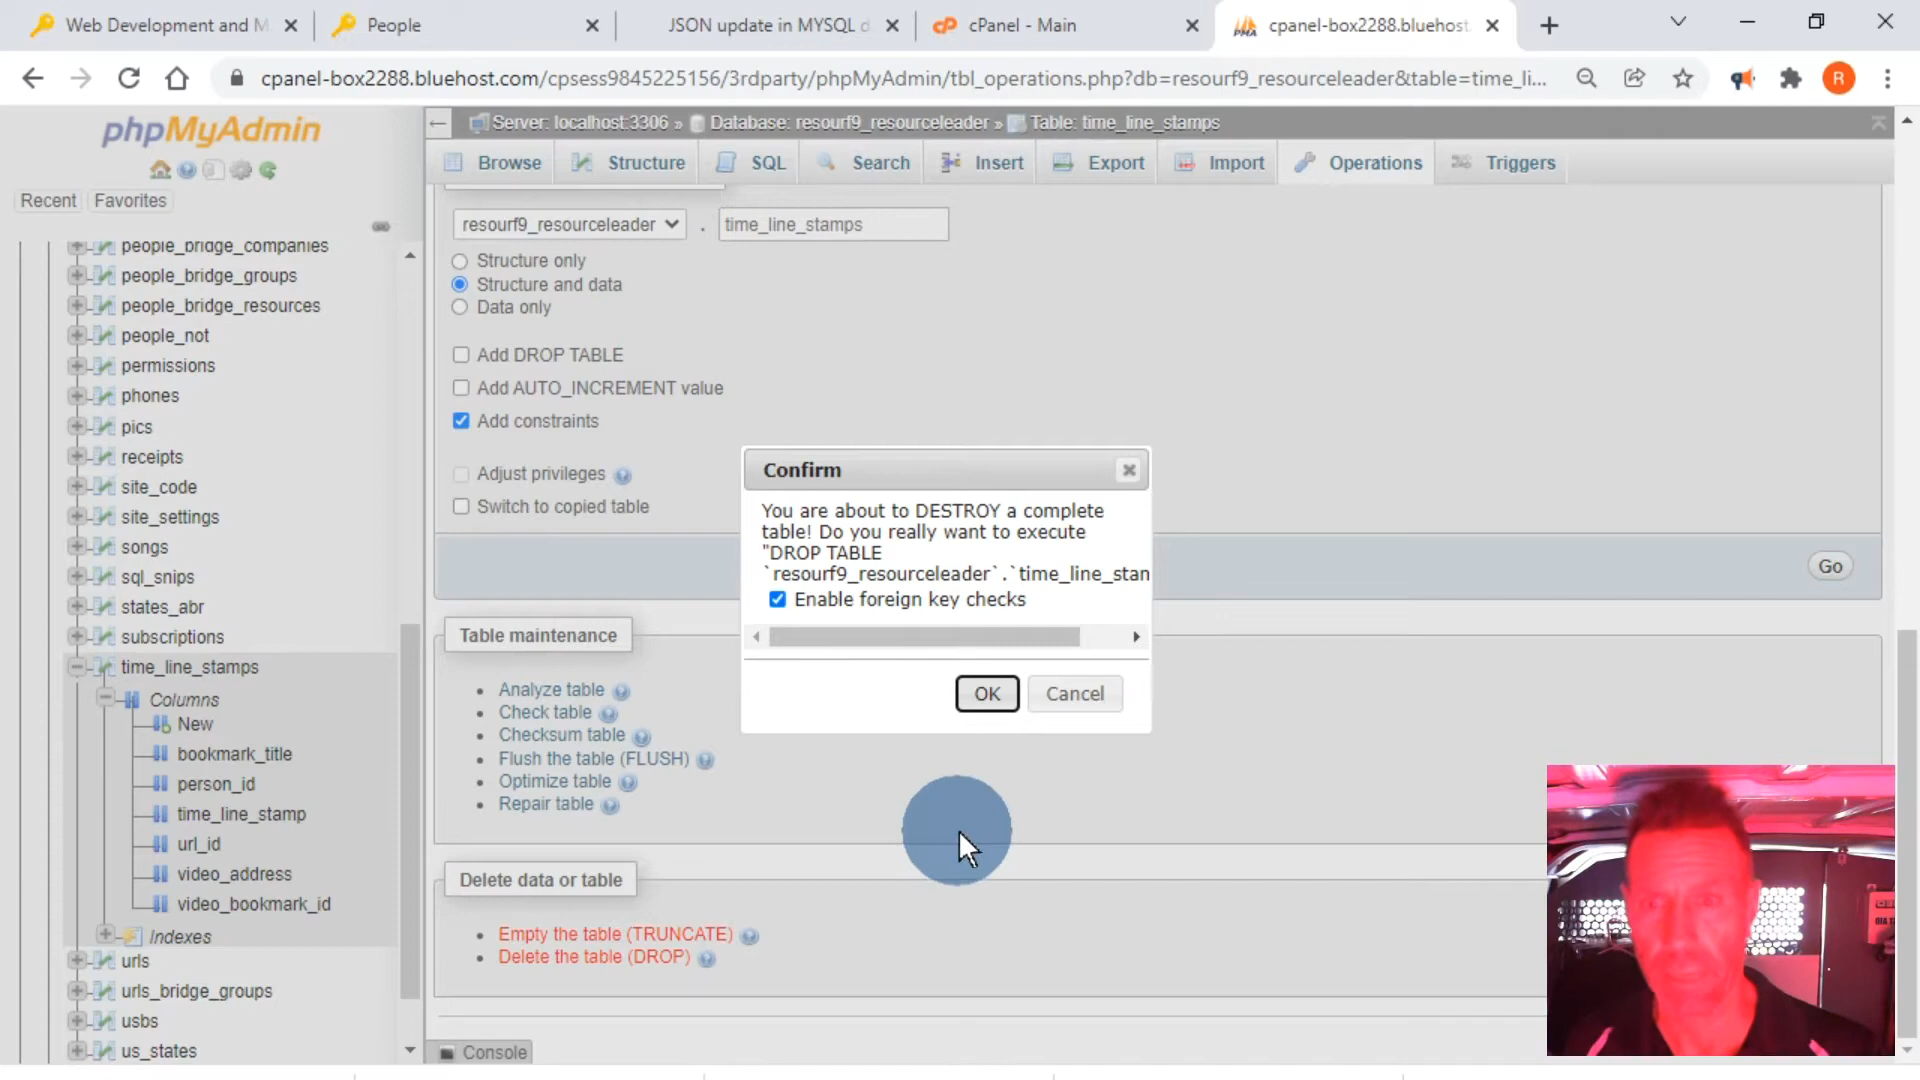 Web Development and M
People
JSON update in MYSQL d
cPanel - Main
cpanel-box2288.bluehost.
cpanel-box2288.bluehost.com/cpsess9845225156/3rdparty/phpMyAdmin/tbl_operations.php?db=resourf9_resourceleader&table=time_li...
R
phpMyAdmin
Recent Favorites
people_bridge_companies
people_bridge_groups
people_bridge_resources
people_not
permissions
phones
pics
receipts
site_code
site_settings
songs
sql_snips
states_abr
subscriptions
time_line_stamps
Columns
New
bookmark_title
person_id
time_line_stamp
url_id
video_address
video_bookmark_id
Indexes
urls
urls_bridge_groups
usbs
us_states
Server: localhost:3306 » Database: resourf9_resourceleader » Table: time_line_stamps
Browse Structure SQL Search Insert Export Import Operations Triggers
resourf9_resourceleader . time_line_stamps
Structure only
Structure and data
Data only
Add DROP TABLE
Add AUTO_INCREMENT value
Add constraints
Adjust privileges
Switch to copied table
Go
Confirm
You are about to DESTROY a complete
table! Do you really want to execute
"DROP TABLE
`resourf9_resourceleader`.`time_line_stan
Enable foreign key checks
OK Cancel
Table maintenance
Analyze table
Check table
Checksum table
Flush the table (FLUSH)
Optimize table
Repair table
Delete data or table
Empty the table (TRUNCATE)
Delete the table (DROP)
Console